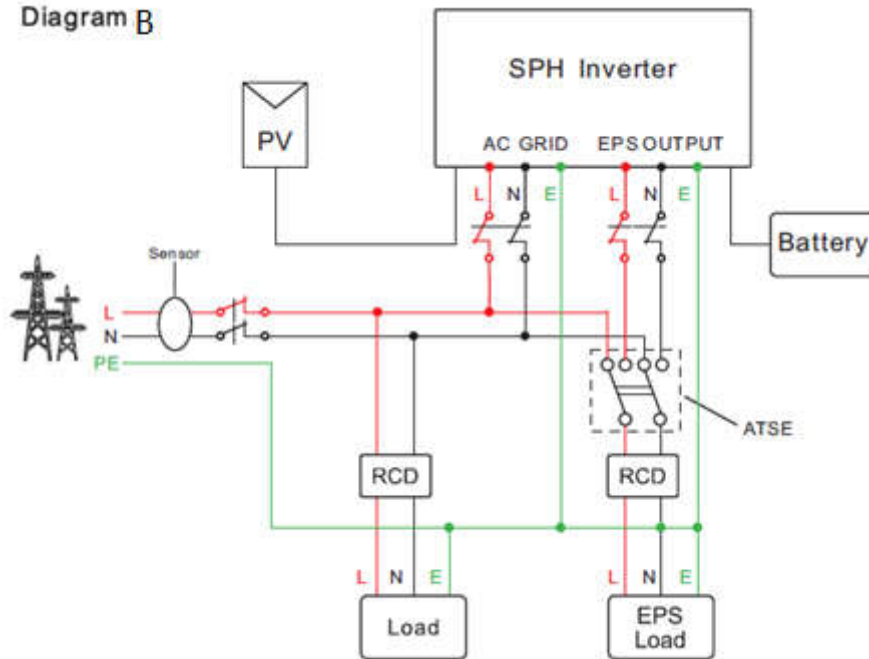 Diagram B
SPH Inverter
PV
AC GRID EPS OUTPUT
L N E L N E
Battery
Sensor
L
N
PE
ATSE
RCD RCD
L N E L N E
Load EPS
Load